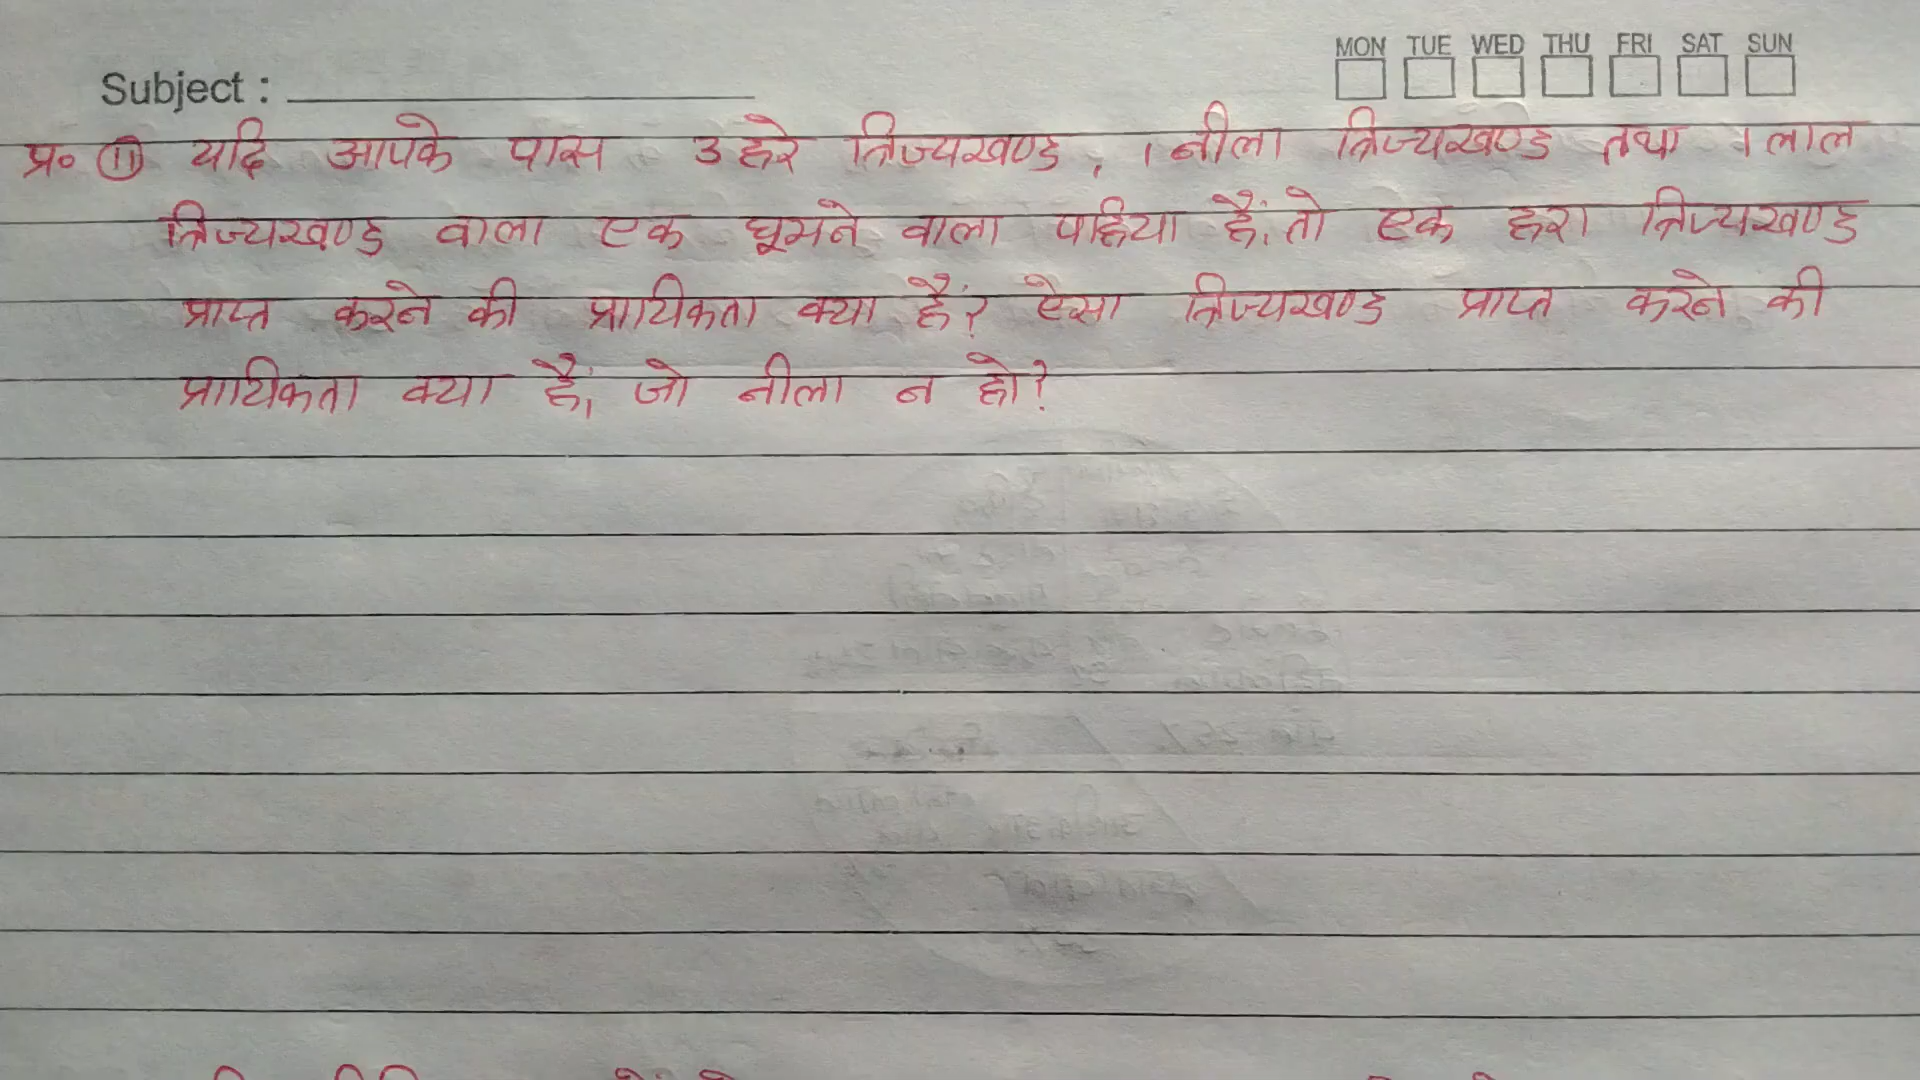 MON TUE WED THU FRI SAT SUN
Subject :
प्र० ⑪ यदि आपके पास 3 हरे त्रिज्यखण्ड, 1 नीला त्रिज्यखण्ड तथा 1 लाल
त्रिज्यखण्ड वाला एक घूमने वाला पहिया हैं, तो एक हरा त्रिज्यखण्ड
प्राप्त करने की प्रायिकता क्या हैं? ऐसा त्रिज्यखण्ड प्राप्त करने की
प्रायिकता क्या हैं, जो नीला न हो?